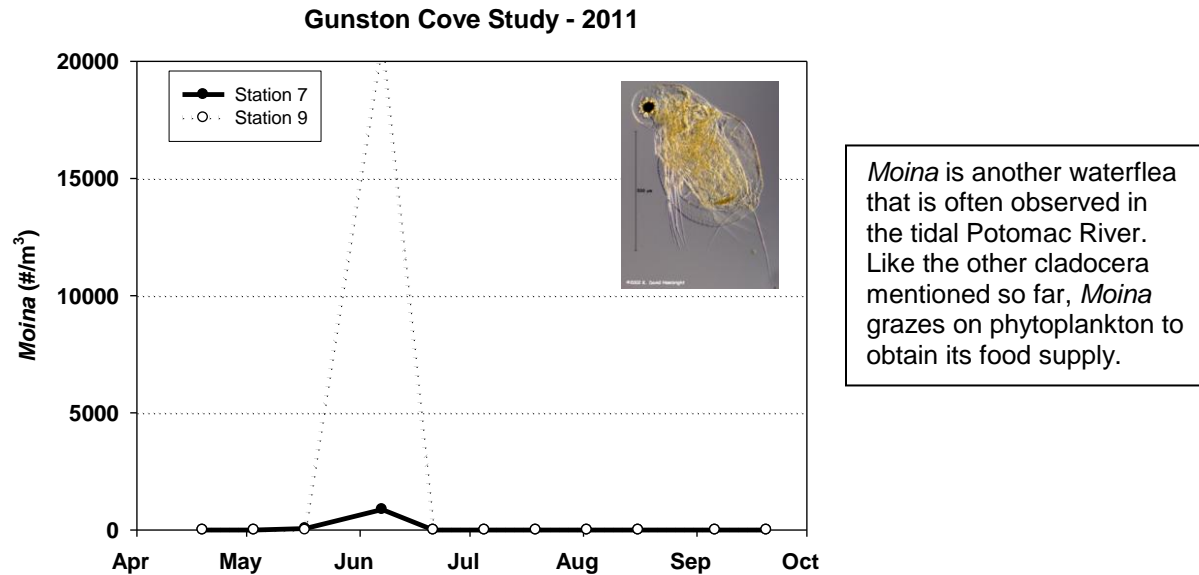 Gunston Cove Study - 2011
20000
15000
10000
5000
0
Moina (#/m³)
Station 7
Station 9
Apr May Jun Jul Aug Sep Oct
Moina is another waterflea
that is often observed in
the tidal Potomac River.
Like the other cladocera
mentioned so far, Moina
grazes on phytoplankton to
obtain its food supply.